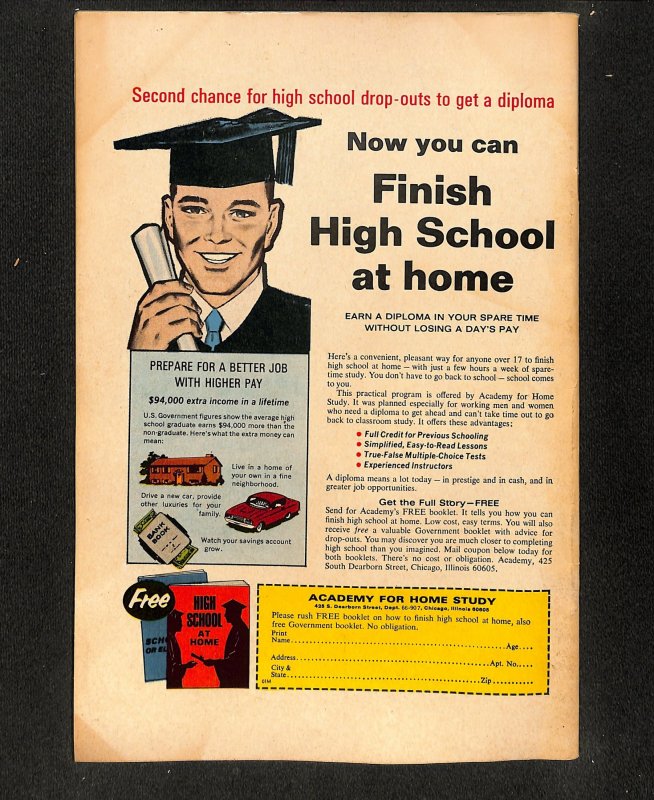 Second chance for high school drop-outs to get a diploma
Now you can
Finish
High School
at home
EARN A DIPLOMA IN YOUR SPARE TIME
WITHOUT LOSING A DAY'S PAY
Here's a convenient, pleasant way for anyone over 17 to finish
high school at home — with just a few hours a week of spare-
time study. You don't have to go back to school — school comes
to you.
This practical program is offered by Academy for Home
Study. It was planned especially for working men and women
who need a diploma to get ahead and can't take time out to go
back to classroom study. It offers these advantages:
• Full Credit for Previous Schooling
• Simplified, Easy-to-Read Lessons
• True-False Multiple-Choice Tests
• Experienced Instructors
A diploma means a lot today — in prestige and in cash, and in
greater job opportunities.
Get the Full Story—FREE
Send for Academy's FREE booklet. It tells you how you can
finish high school at home. Low cost, easy terms. You will also
receive free a valuable Government booklet with advice for
drop-outs. You may discover you are much closer to completing
high school than you imagined. Mail coupon below today for
both booklets. There's no cost or obligation. Academy, 425
South Dearborn Street, Chicago, Illinois 60605.
PREPARE FOR A BETTER JOB
WITH HIGHER PAY
$94,000 extra income in a lifetime
U.S. Government figures show the average high
school graduate earns $94,000 more than the
non-graduate. Here's what the extra money can
mean:
Live in a home of
your own in a fine
neighborhood.
Drive a new car, provide
other luxuries for your
family.
BANK
BOOK
Watch your savings account
grow.
Free
SCHO
OR EL
HIGH
SCHOOL
AT
HOME
ACADEMY FOR HOME STUDY
425 S. Dearborn Street, Dept. 66-907, Chicago, Illinois 60605
Please rush FREE booklet on how to finish high school at home, also
free Government booklet. No obligation.
Print
Name Age
Address Apt. No.
City &
State Zip